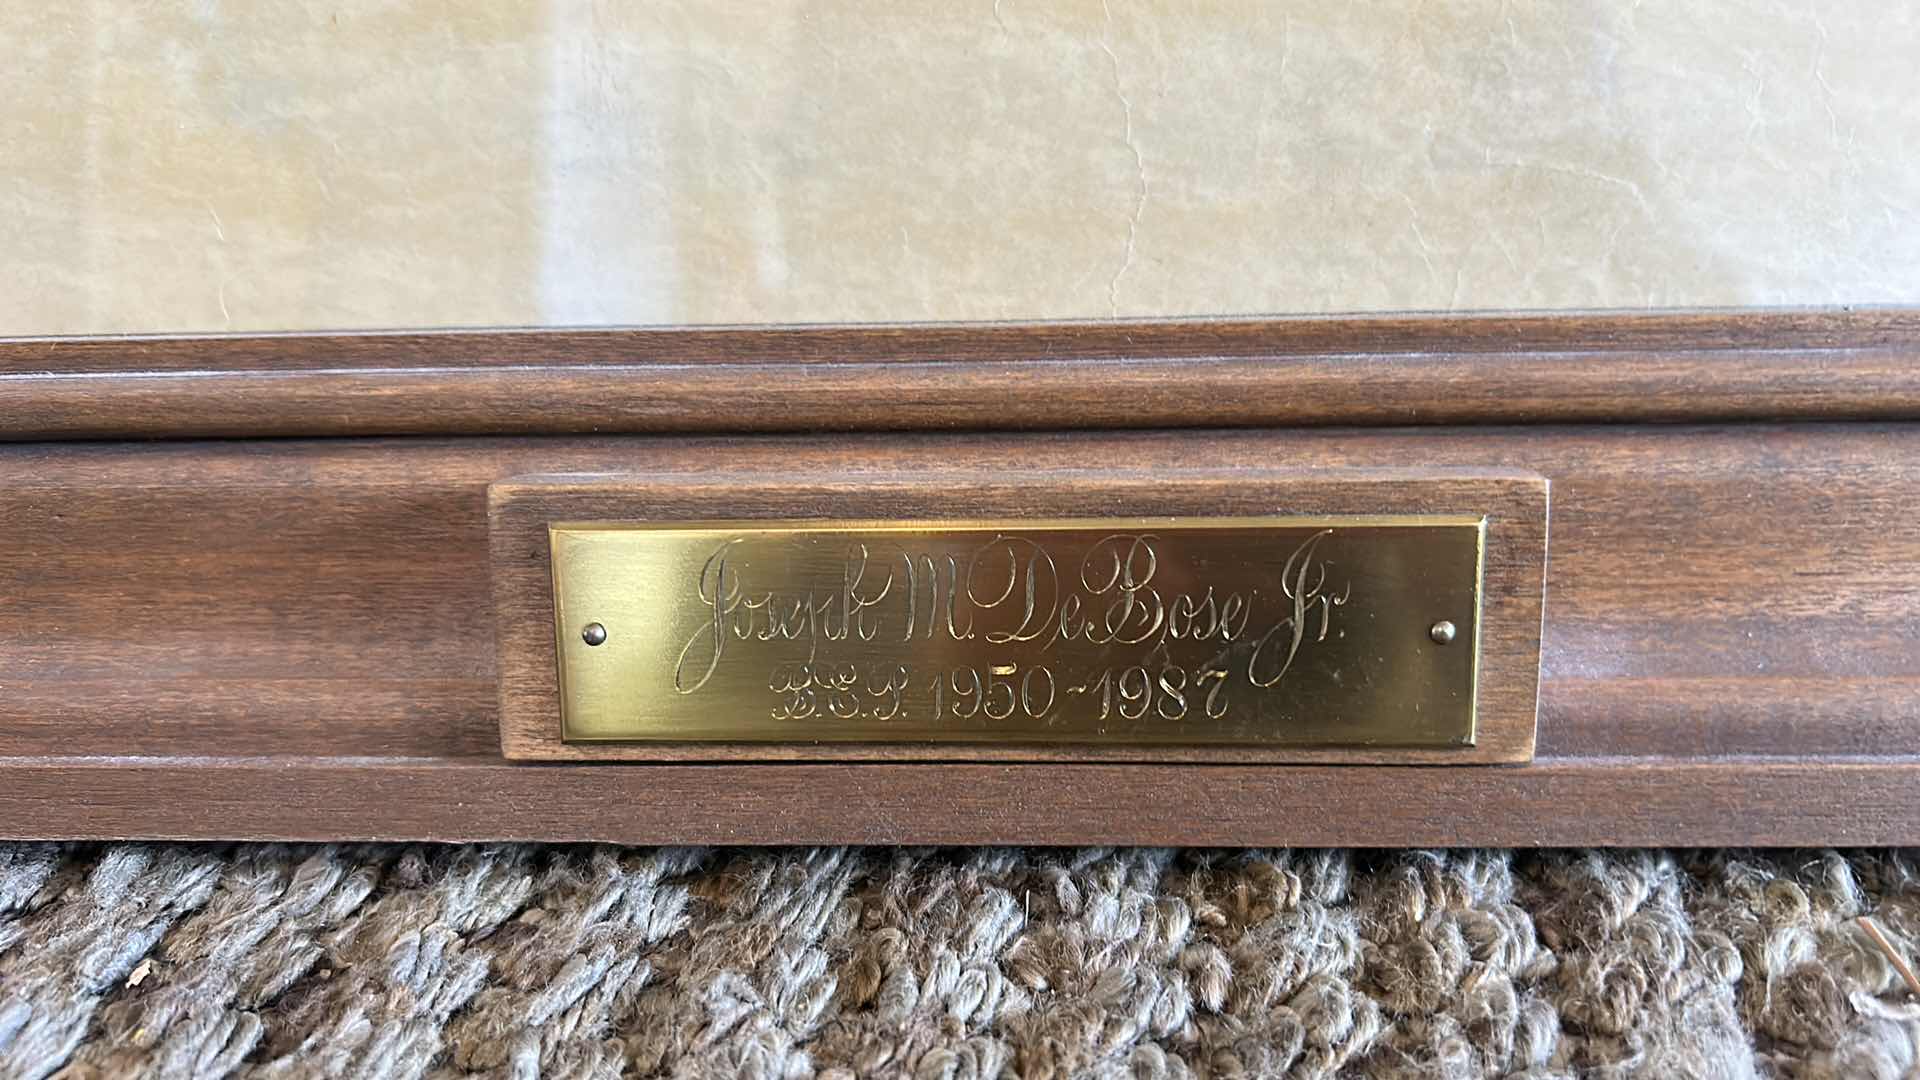 Joseph M. DeBose Jr.
B.E.P. 1950-1987